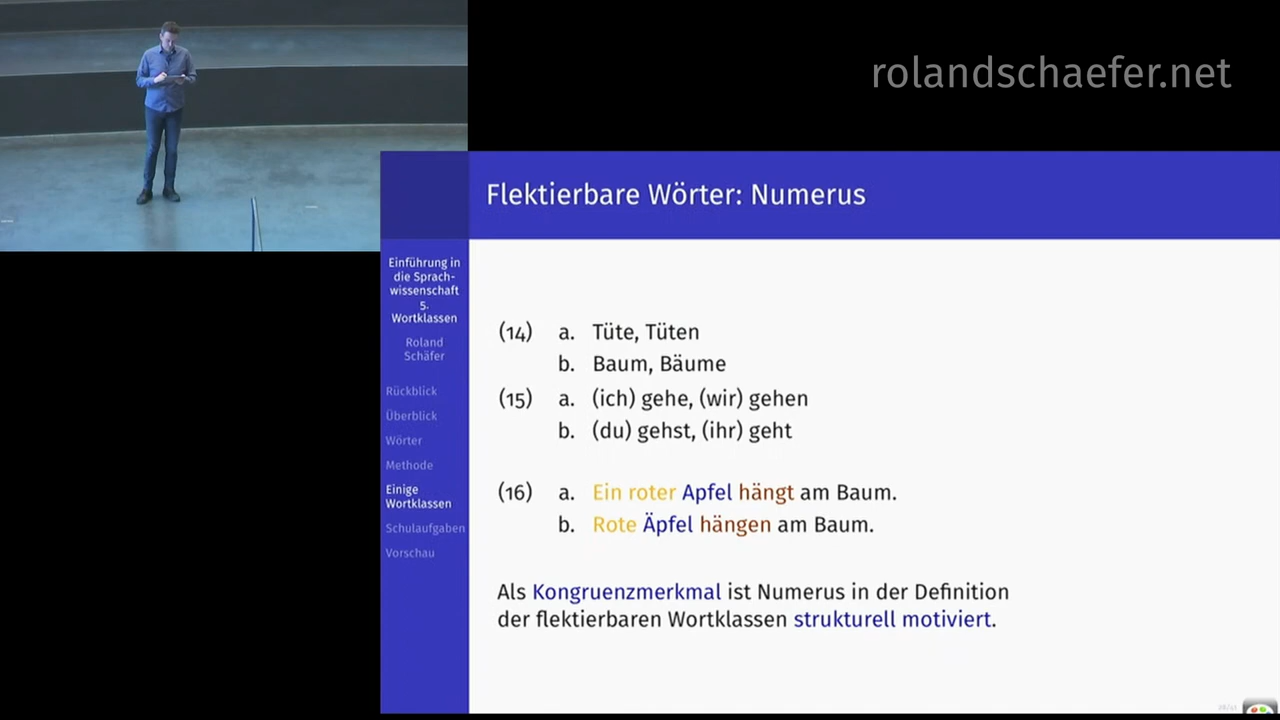 rolandschaefer.net
Flektierbare Wörter: Numerus
Einführung in
die Sprach-
wissenschaft
5.
Wortklassen
Roland
Schäfer
Rückblick
Überblick
Wörter
Methode
Einige
Wortklassen
Schulaufgaben
Vorschau
(14) a. Tüte, Tüten
b. Baum, Bäume
(15) a. (ich) gehe, (wir) gehen
b. (du) gehst, (ihr) geht
(16) a. Ein roter Apfel hängt am Baum.
b. Rote Äpfel hängen am Baum.
Als Kongruenzmerkmal ist Numerus in der Definition
der flektierbaren Wortklassen strukturell motiviert.